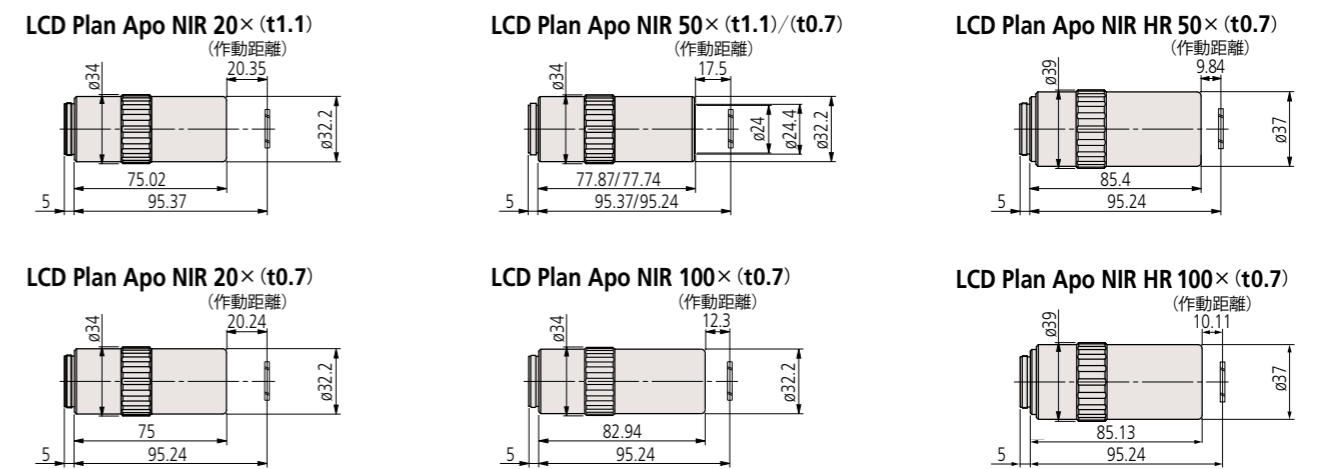 LCD Plan Apo NIR 20×(t1.1)
(作動距離)
20.35
ø34
ø32.2
75.02
5
95.37
LCD Plan Apo NIR 50×(t1.1)/(t0.7)
(作動距離)
17.5
ø34
ø24
ø24.4
ø32.2
77.87/77.74
5
95.37/95.24
LCD Plan Apo NIR HR 50×(t0.7)
(作動距離)
9.84
ø39
ø37
85.4
5
95.24
LCD Plan Apo NIR 20×(t0.7)
(作動距離)
20.24
ø34
ø32.2
75
5
95.24
LCD Plan Apo NIR 100×(t0.7)
(作動距離)
12.3
ø34
ø32.2
82.94
5
95.24
LCD Plan Apo NIR HR 100×(t0.7)
(作動距離)
10.11
ø39
ø37
85.13
5
95.24